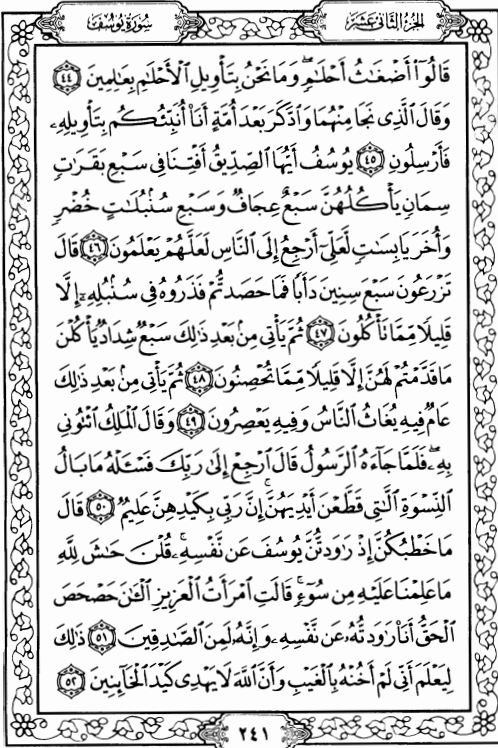 الجزء الثاني عشر
سورة يوسف
قَالُوٓا۟ أَضْغَٰثُ أَحْلَٰمٍ ۖ وَمَا نَحْنُ بِتَأْوِيلِ ٱلْأَحْلَٰمِ بِعَٰلِمِينَ ٤٤
وَقَالَ ٱلَّذِى نَجَا مِنْهُمَا وَٱدَّكَرَ بَعْدَ أُمَّةٍ أَنَا۠ أُنَبِّئُكُم بِتَأْوِيلِهِۦ
فَأَرْسِلُونِ ٤٥ يُوسُفُ أَيُّهَا ٱلصِّدِّيقُ أَفْتِنَا فِى سَبْعِ بَقَرَٰتٍ
سِمَانٍ يَأْكُلُهُنَّ سَبْعٌ عِجَافٌ وَسَبْعِ سُنۢبُلَٰتٍ خُضْرٍ
وَأُخَرَ يَابِسَٰتٍ لَّعَلِّىٓ أَرْجِعُ إِلَى ٱلنَّاسِ لَعَلَّهُمْ يَعْلَمُونَ ٤٦ قَالَ
تَزْرَعُونَ سَبْعَ سِنِينَ دَأَبًا فَمَا حَصَدتُّمْ فَذَرُوهُ فِى سُنۢبُلِهِۦٓ إِلَّا
قَلِيلًا مِّمَّا تَأْكُلُونَ ٤٧ ثُمَّ يَأْتِى مِنۢ بَعْدِ ذَٰلِكَ سَبْعٌ شِدَادٌ يَأْكُلْنَ
مَا قَدَّمْتُمْ لَهُنَّ إِلَّا قَلِيلًا مِّمَّا تُحْصِنُونَ ٤٨ ثُمَّ يَأْتِى مِنۢ بَعْدِ ذَٰلِكَ
عَامٌ فِيهِ يُغَاثُ ٱلنَّاسُ وَفِيهِ يَعْصِرُونَ ٤٩ وَقَالَ ٱلْمَلِكُ ٱئْتُونِى
بِهِۦ ۖ فَلَمَّا جَآءَهُ ٱلرَّسُولُ قَالَ ٱرْجِعْ إِلَىٰ رَبِّكَ فَسْـَٔلْهُ مَا بَالُ
ٱلنِّسْوَةِ ٱلَّٰتِى قَطَّعْنَ أَيْدِيَهُنَّ ۚ إِنَّ رَبِّى بِكَيْدِهِنَّ عَلِيمٌ ٥٠ قَالَ
مَا خَطْبُكُنَّ إِذْ رَٰوَدتُّنَّ يُوسُفَ عَن نَّفْسِهِۦ ۚ قُلْنَ حَٰشَ لِلَّهِ
مَا عَلِمْنَا عَلَيْهِ مِن سُوٓءٍ ۚ قَالَتِ ٱمْرَأَتُ ٱلْعَزِيزِ ٱلْـَٰٔنَ حَصْحَصَ
ٱلْحَقُّ أَنَا۠ رَٰوَدتُّهُۥ عَن نَّفْسِهِۦ وَإِنَّهُۥ لَمِنَ ٱلصَّٰدِقِينَ ٥١ ذَٰلِكَ
لِيَعْلَمَ أَنِّى لَمْ أَخُنْهُ بِٱلْغَيْبِ وَأَنَّ ٱللَّهَ لَا يَهْدِى كَيْدَ ٱلْخَآئِنِينَ ٥٢
٢٤١